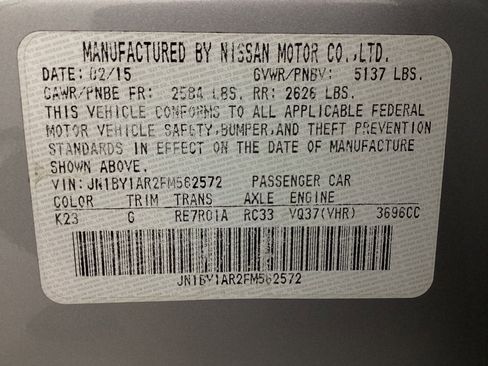 MANUFACTURED BY NISSAN MOTOR CO.,LTD.
DATE: 02/15 GVWR/PNBV: 5137 LBS.
GAWR/PNBE FR: 2584 LBS. RR: 2626 LBS.
THIS VEHICLE CONFORMS TO ALL APPLICABLE FEDERAL
MOTOR VEHICLE SAFETY,BUMPER,AND THEFT PREVENTION
STANDARDS IN EFFECT ON THE DATE OF MANUFACTURE
SHOWN ABOVE.
VIN: JN1BY1AR2FM562572 PASSENGER CAR
COLOR TRIM TRANS AXLE ENGINE
K23 G RE7R01A RC33 VQ37(VHR) 3696CC
JN1BY1AR2FM562572